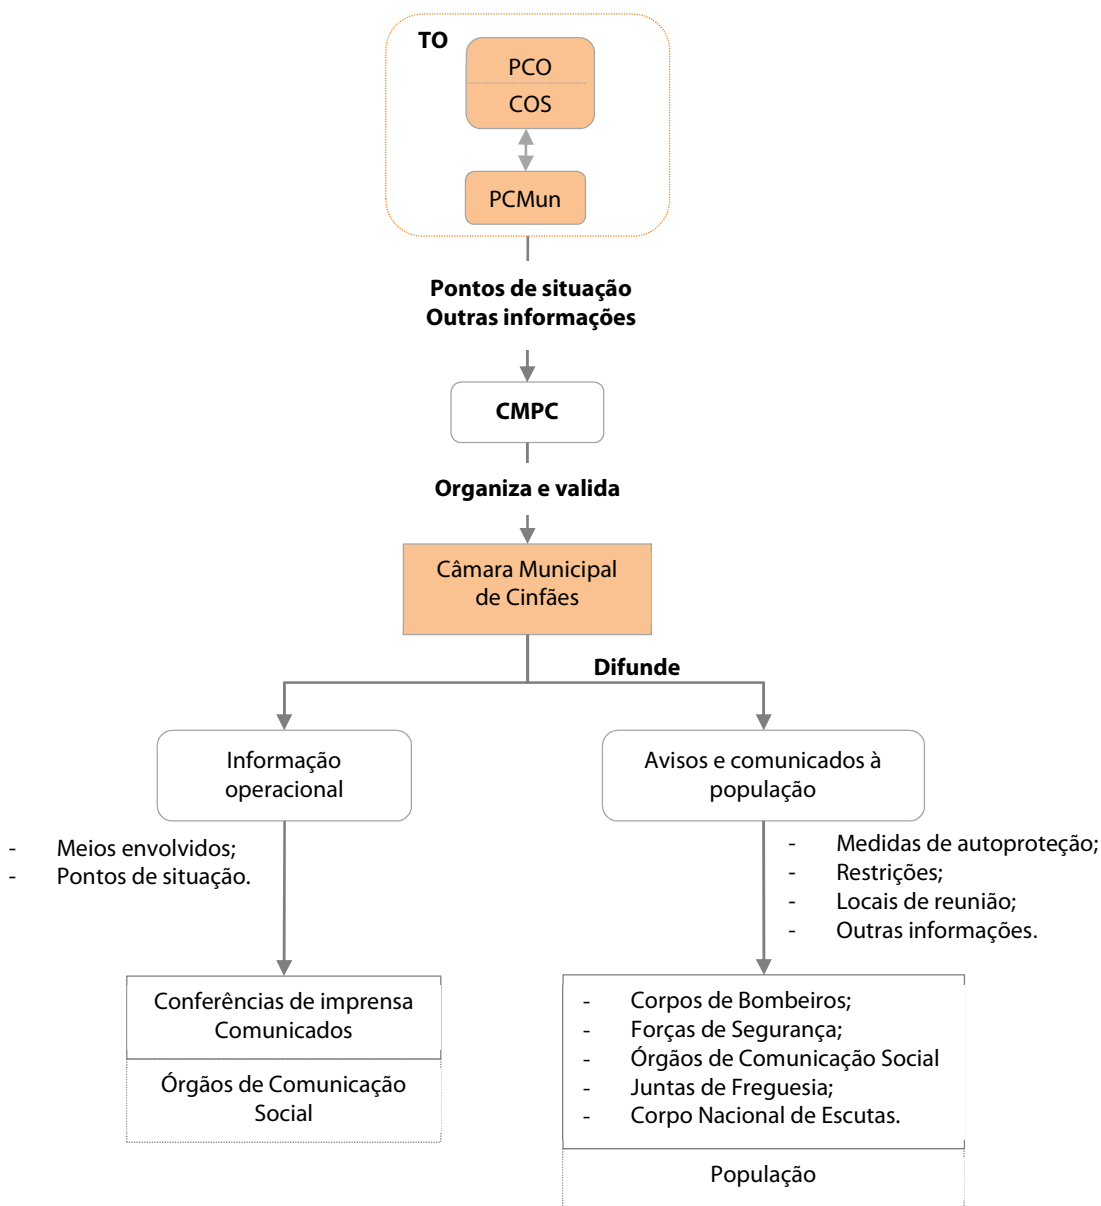 TO
PCO
COS
PCMun
Pontos de situação
Outras informações
CMPC
Organiza e valida
Câmara Municipal
de Cinfães
Difunde
Informação
operacional
- Meios envolvidos;
- Pontos de situação.
Conferências de imprensa
Comunicados
Órgãos de Comunicação
Social
Avisos e comunicados à
população
- Medidas de autoproteção;
- Restrições;
- Locais de reunião;
- Outras informações.
- Corpos de Bombeiros;
- Forças de Segurança;
- Órgãos de Comunicação Social
- Juntas de Freguesia;
- Corpo Nacional de Escutas.
População